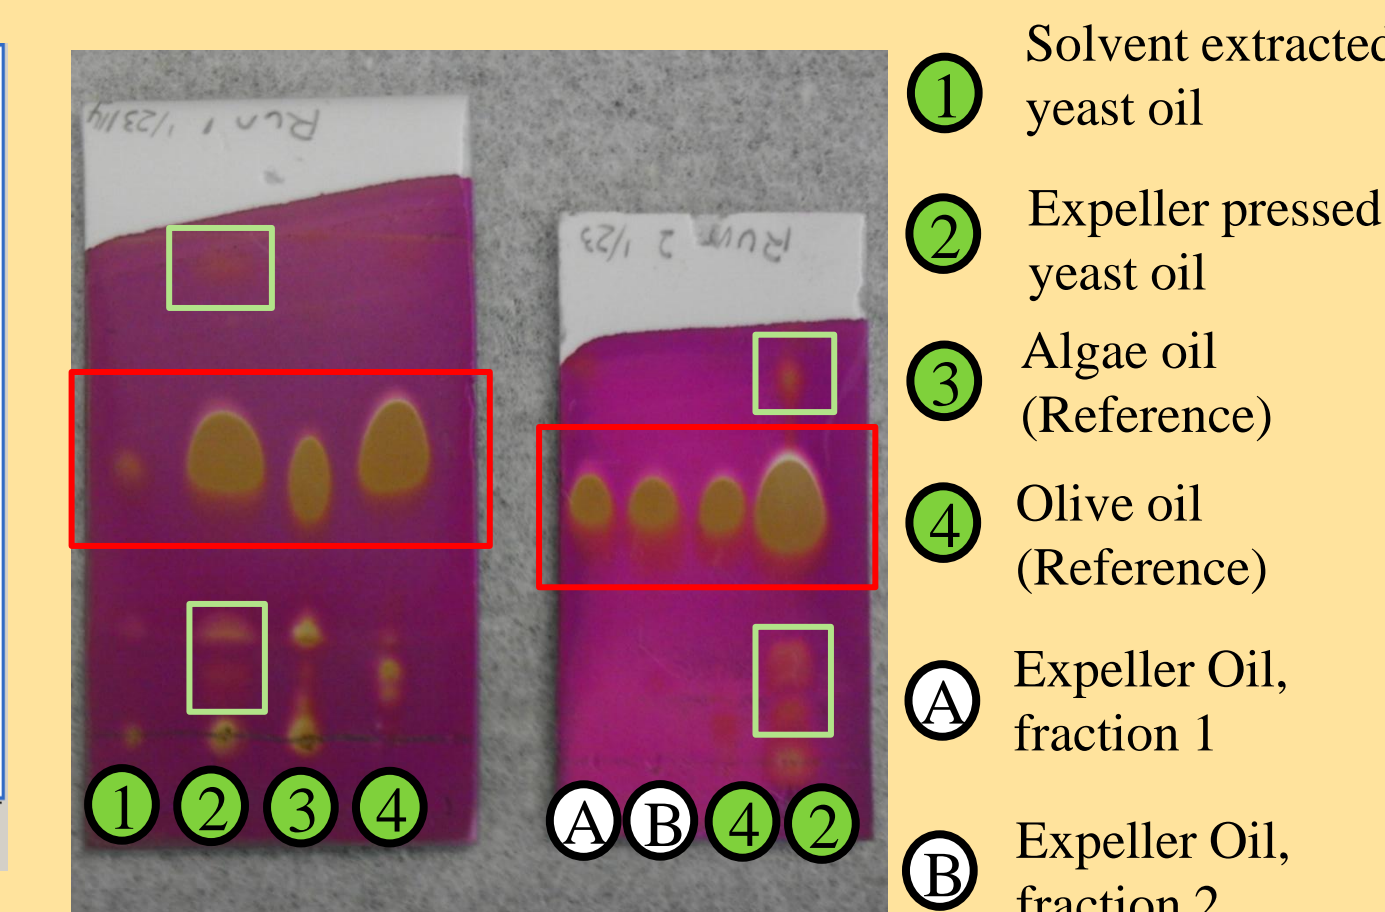 Run 1 1/23/14
Run 2 1/23
1
2
3
4
A
B
4
2
1
Solvent extracted
yeast oil
2
Expeller pressed
yeast oil
3
Algae oil
(Reference)
4
Olive oil
(Reference)
A
Expeller Oil,
fraction 1
B
Expeller Oil,
fraction 2